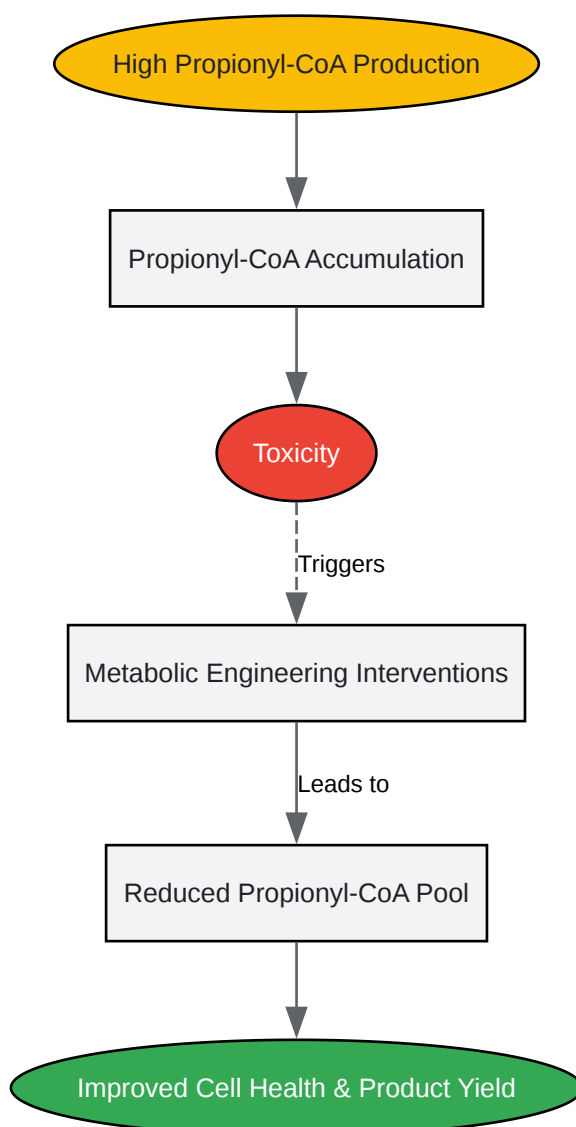 High Propionyl-CoA Production
Propionyl-CoA Accumulation
Toxicity
Triggers
Metabolic Engineering Interventions
Leads to
Reduced Propionyl-CoA Pool
Improved Cell Health & Product Yield